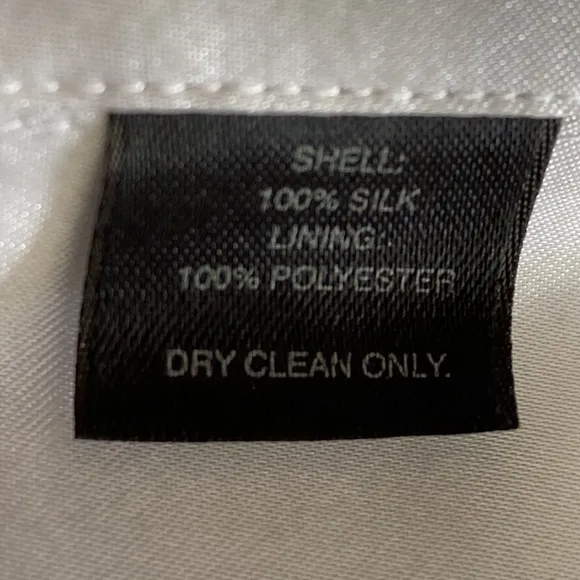 SHELL:
100% SILK
LINING:
100% POLYESTER
DRY CLEAN ONLY.